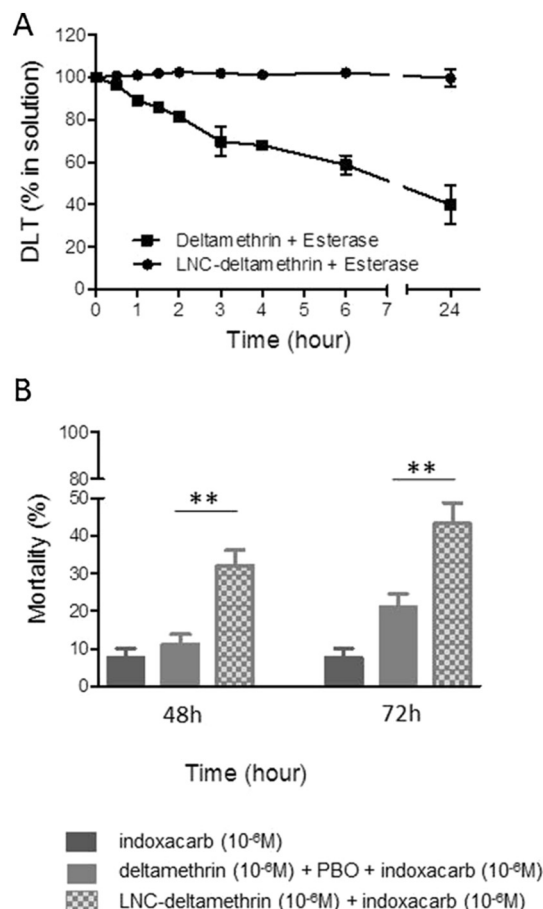 A
DLT (% in solution)
120
100
80
60
40
20
0
Deltamethrin + Esterase
LNC-deltamethrin + Esterase
0 1 2 3 4 5 6 7 24
Time (hour)
B
Mortality (%)
100
80
50
40
30
20
10
0
**
**
48h 72h
Time (hour)
indoxacarb (10⁻⁶M)
deltamethrin (10⁻⁶M) + PBO + indoxacarb (10⁻⁶M)
LNC-deltamethrin (10⁻⁶M) + indoxacarb (10⁻⁶M)